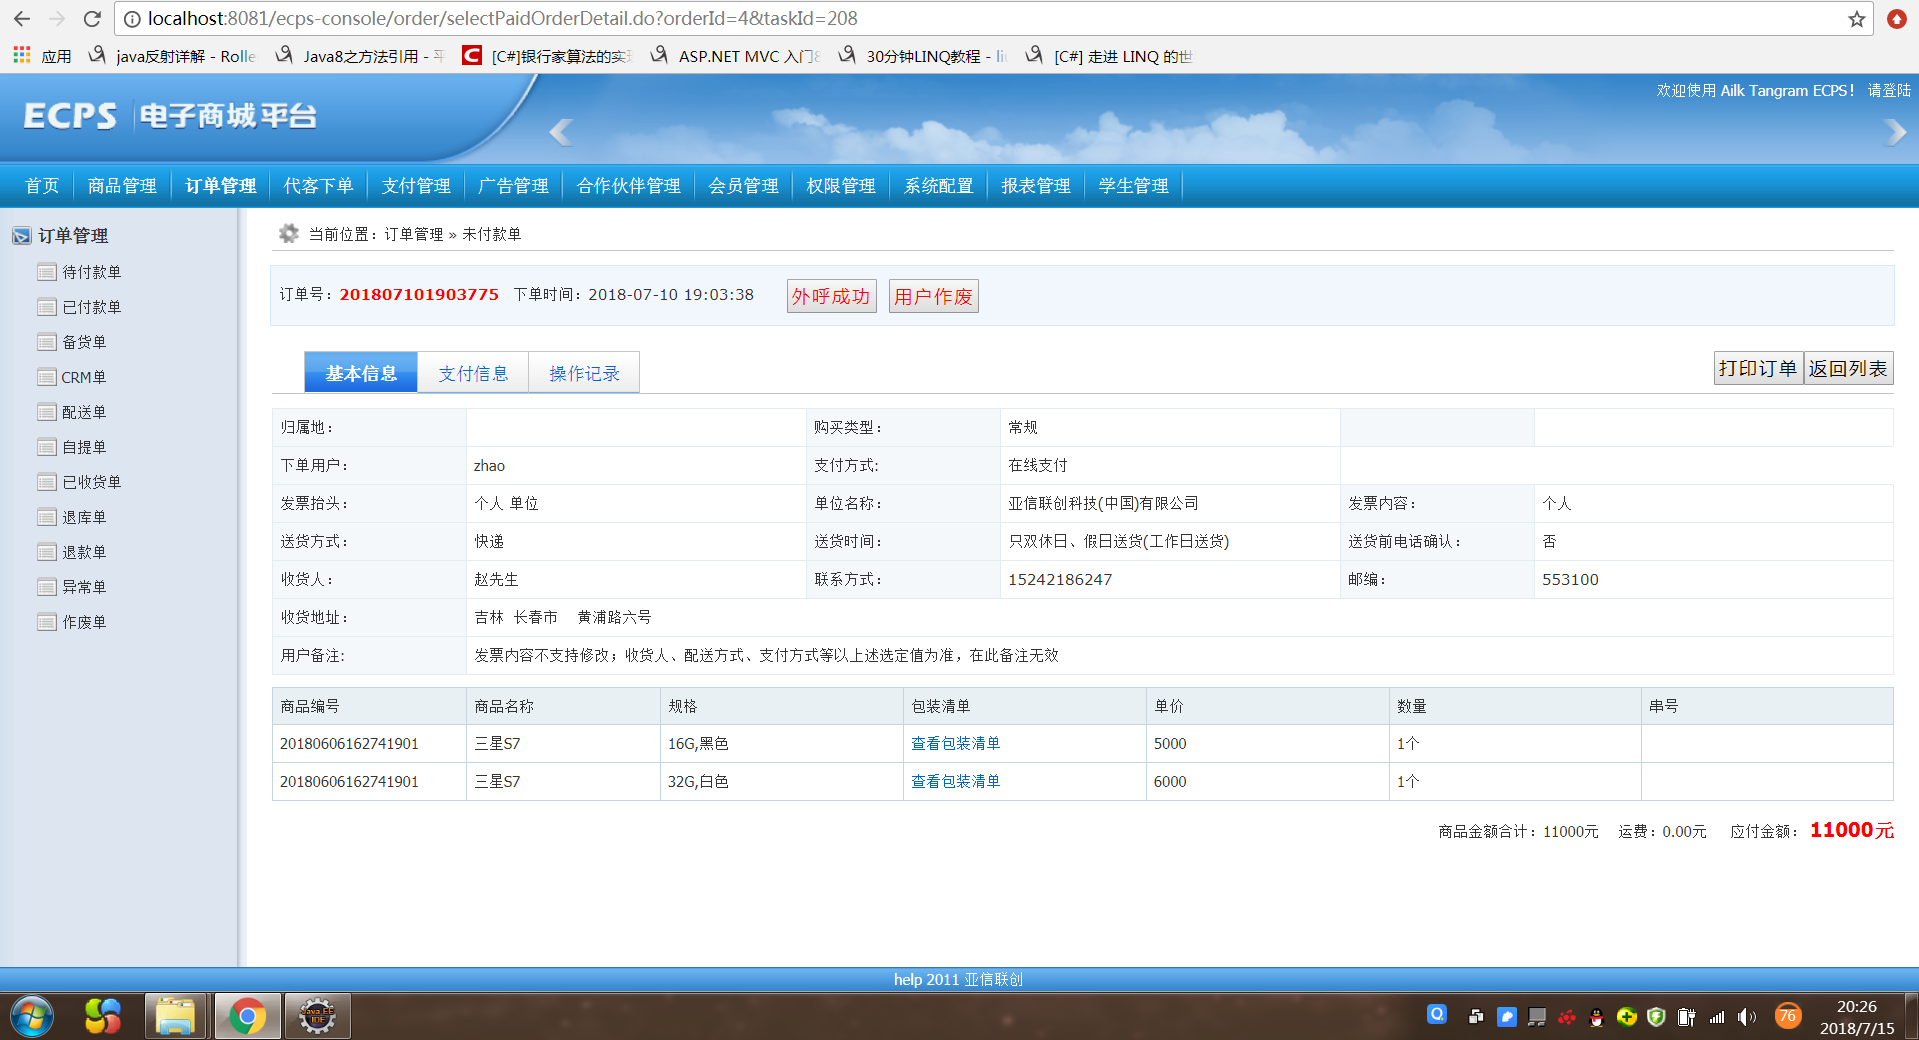 localhost:8081/ecps-console/order/selectPaidOrderDetail.do?orderId=4&taskId=208
应用 java反射详解 - Rolle Java8之方法引用 - [C#]银行家算法的实 ASP.NET MVC 入门 30分钟LINQ教程 - li [C#] 走进 LINQ 的世
欢迎使用 Ailk Tangram ECPS！ 请登陆
ECPS 电子商城平台
首页 商品管理 订单管理 代客下单 支付管理 广告管理 合作伙伴管理 会员管理 权限管理 系统配置 报表管理 学生管理
订单管理
待付款单
已付款单
备货单
CRM单
配送单
自提单
已收货单
退库单
退款单
异常单
作废单
当前位置：订单管理 » 未付款单
订单号：201807101903775 下单时间：2018-07-10 19:03:38 外呼成功 用户作废
基本信息 支付信息 操作记录 打印订单 返回列表
归属地： 购买类型： 常规
下单用户： zhao 支付方式: 在线支付
发票抬头： 个人 单位 单位名称： 亚信联创科技(中国)有限公司 发票内容： 个人
送货方式： 快递 送货时间： 只双休日、假日送货(工作日送货) 送货前电话确认： 否
收货人： 赵先生 联系方式： 15242186247 邮编： 553100
收货地址： 吉林 长春市 黄浦路六号
用户备注: 发票内容不支持修改；收货人、配送方式、支付方式等以上述选定值为准，在此备注无效
商品编号 商品名称 规格 包装清单 单价 数量 串号
20180606162741901 三星S7 16G,黑色 查看包装清单 5000 1个
20180606162741901 三星S7 32G,白色 查看包装清单 6000 1个
商品金额合计：11000元 运费：0.00元 应付金额： 11000元
help 2011 亚信联创
Java EE
IDE
76
20:26
2018/7/15